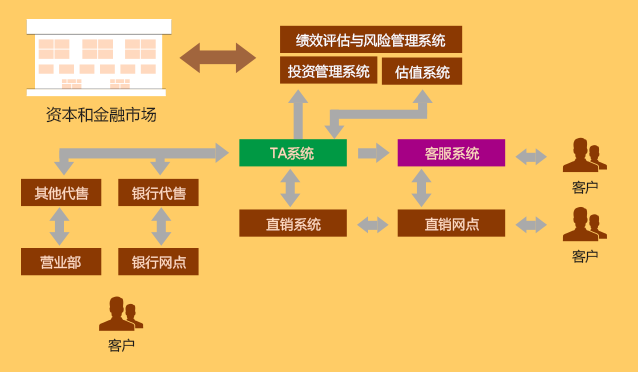 绩效评估与风险管理系统
投资管理系统
估值系统
资本和金融市场
TA系统
客服系统
客户
其他代售
银行代售
直销系统
直销网点
客户
营业部
银行网点
客户